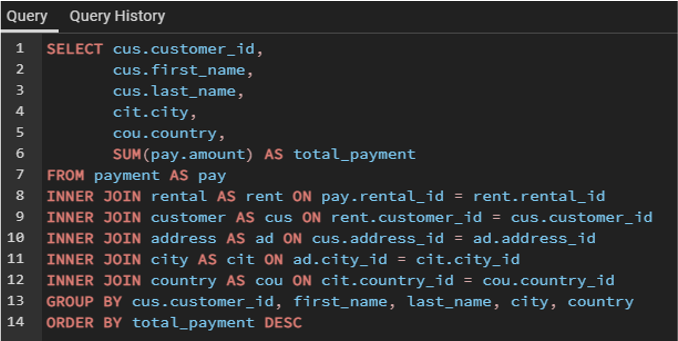 Query Query History
1 SELECT cus.customer_id,
2 cus.first_name,
3 cus.last_name,
4 cit.city,
5 cou.country,
6 SUM(pay.amount) AS total_payment
7 FROM payment AS pay
8 INNER JOIN rental AS rent ON pay.rental_id = rent.rental_id
9 INNER JOIN customer AS cus ON rent.customer_id = cus.customer_id
10 INNER JOIN address AS ad ON cus.address_id = ad.address_id
11 INNER JOIN city AS cit ON ad.city_id = cit.city_id
12 INNER JOIN country AS cou ON cit.country_id = cou.country_id
13 GROUP BY cus.customer_id, first_name, last_name, city, country
14 ORDER BY total_payment DESC